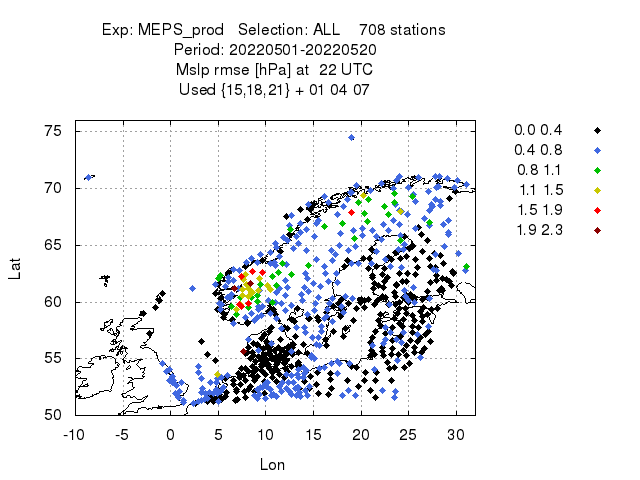 Exp: MEPS_prod   Selection: ALL    708 stations
Period: 20220501-20220520
Mslp rmse [hPa] at  22 UTC
Used {15,18,21} + 01 04 07
0.0 0.4
0.4 0.8
0.8 1.1
1.1 1.5
1.5 1.9
1.9 2.3
75
70
65
60
55
50
Lat
-10 -5 0 5 10 15 20 25 30
Lon